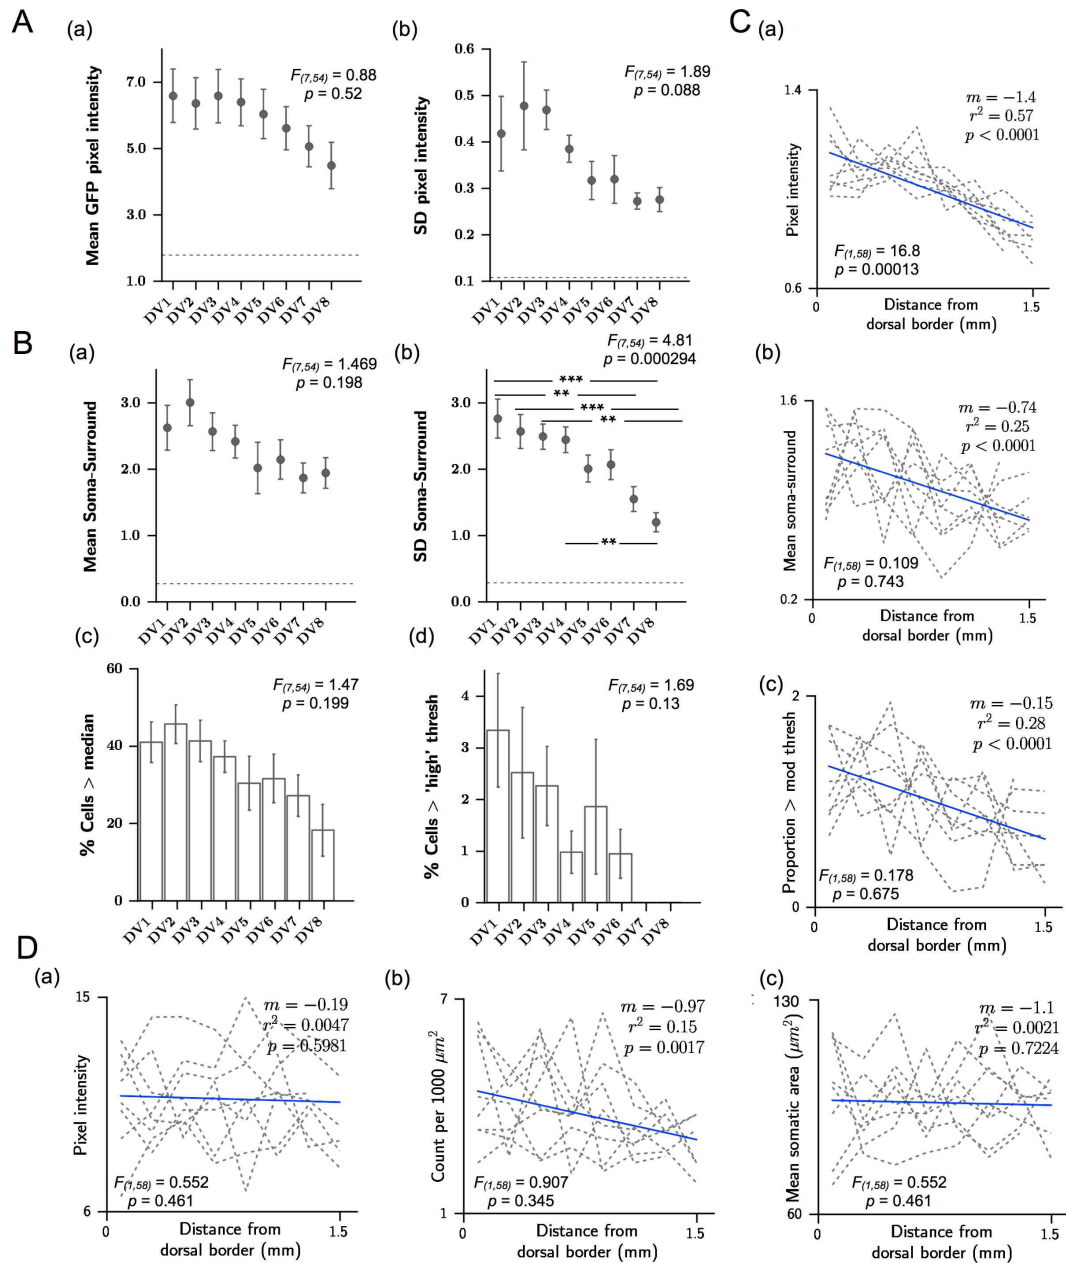 A
(a)
Mean GFP pixel intensity
7.0
5.0
3.0
1.0
F(7,54) = 0.88
p = 0.52
DV1
DV2
DV3
DV4
DV5
DV6
DV7
DV8
(b)
SD pixel intensity
0.6
0.5
0.4
0.3
0.2
0.1
F(7,54) = 1.89
p = 0.088
DV1
DV2
DV3
DV4
DV5
DV6
DV7
DV8
C
(a)
Pixel intensity
1.4
0.6
m = −1.4
r² = 0.57
p < 0.0001
F(1,58) = 16.8
p = 0.00013
0
1.5
Distance from
dorsal border (mm)
B
(a)
Mean Soma-Surround
3.0
2.0
1.0
0.0
F(7,54) = 1.469
p = 0.198
DV1
DV2
DV3
DV4
DV5
DV6
DV7
DV8
(b)
SD Soma-Surround
3.0
2.0
1.0
0.0
F(7,54) = 4.81
p = 0.000294
***
**
***
**
**
DV1
DV2
DV3
DV4
DV5
DV6
DV7
DV8
(b)
Mean soma-surround
1.6
0.2
m = −0.74
r² = 0.25
p < 0.0001
F(1,58) = 0.109
p = 0.743
0
1.5
Distance from
dorsal border (mm)
(c)
% Cells > median
60
40
20
0
F(7,54) = 1.47
p = 0.199
DV1
DV2
DV3
DV4
DV5
DV6
DV7
DV8
(d)
% Cells > 'high' thresh
4
3
2
1
0
F(7,54) = 1.69
p = 0.13
DV1
DV2
DV3
DV4
DV5
DV6
DV7
DV8
(c)
Proportion > mod thresh
2
0
m = −0.15
r² = 0.28
p < 0.0001
F(1,58) = 0.178
p = 0.675
0
1.5
Distance from
dorsal border (mm)
D
(a)
Pixel intensity
15
6
m = −0.19
r² = 0.0047
p = 0.5981
F(1,58) = 0.552
p = 0.461
0
1.5
Distance from
dorsal border (mm)
(b)
Count per 1000 μm²
7
1
m = −0.97
r² = 0.15
p = 0.0017
F(1,58) = 0.907
p = 0.345
0
1.5
Distance from
dorsal border (mm)
(c)
Mean somatic area (μm²)
130
60
m = −1.1
r² = 0.0021
p = 0.7224
F(1,58) = 0.552
p = 0.461
0
1.5
Distance from
dorsal border (mm)